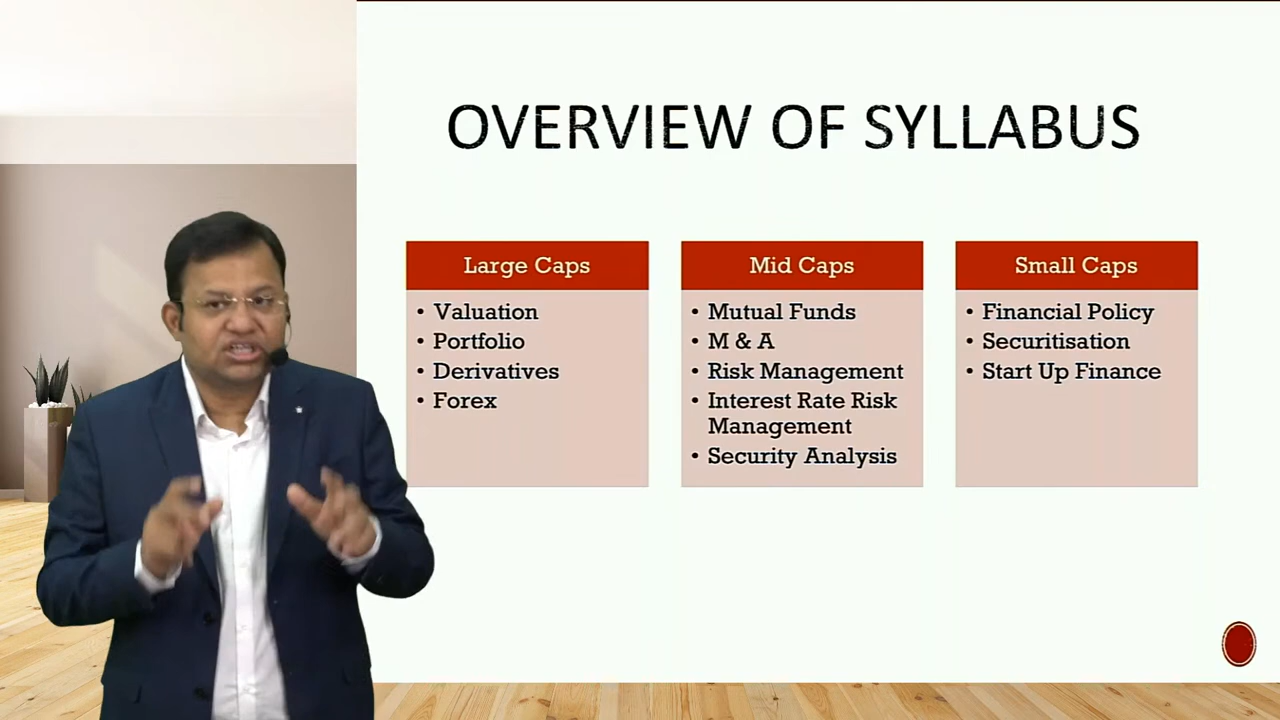 OVERVIEW OF SYLLABUS
Large Caps
• Valuation
• Portfolio
• Derivatives
• Forex
Mid Caps
• Mutual Funds
• M & A
• Risk Management
• Interest Rate Risk
Management
• Security Analysis
Small Caps
• Financial Policy
• Securitisation
• Start Up Finance